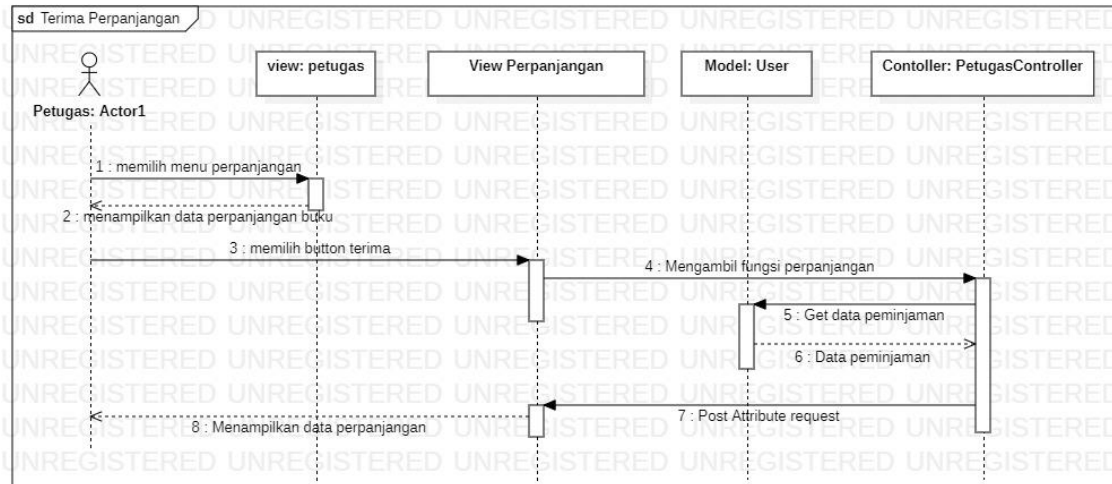 sd Terima Perpanjangan
view: petugas
View Perpanjangan
Model: User
Contoller: PetugasController
Petugas: Actor1
1 : memilih menu perpanjangan
2 : menampilkan data perpanjangan buku
3 : memilih button terima
4 : Mengambil fungsi perpanjangan
5 : Get data peminjaman
6 : Data peminjaman
7 : Post Attribute request
8 : Menampilkan data perpanjangan
UNREGISTERED